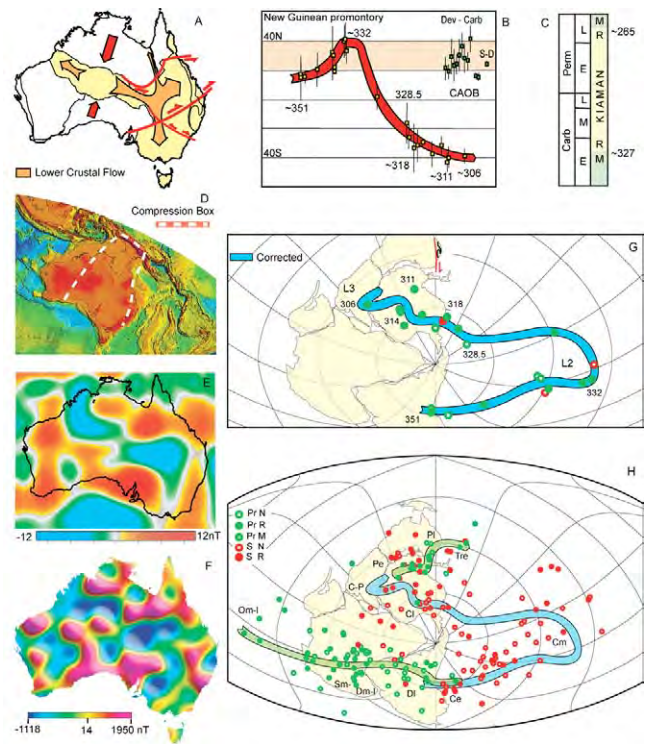 A
Lower Crustal Flow
New Guinean promontory
B
~332
Dev - Carb
40N
S-D
~351
328.5
CAOB
40S
~318
~311
~306
C
Perm
Carb
L
E
L
M
E
M
R
KIAMAN
R
M
~265
~327
D
Compression Box
E
-12
12nT
F
-1118
14
1950 nT
G
Corrected
L3
311
306
318
314
328.5
L2
332
351
H
Pr N
Pr R
Pr M
S N
S R
Pl
Pe
Tre
C-P
Cl
Om-l
Cm
Sm-
Dm-l
Dl
Ce